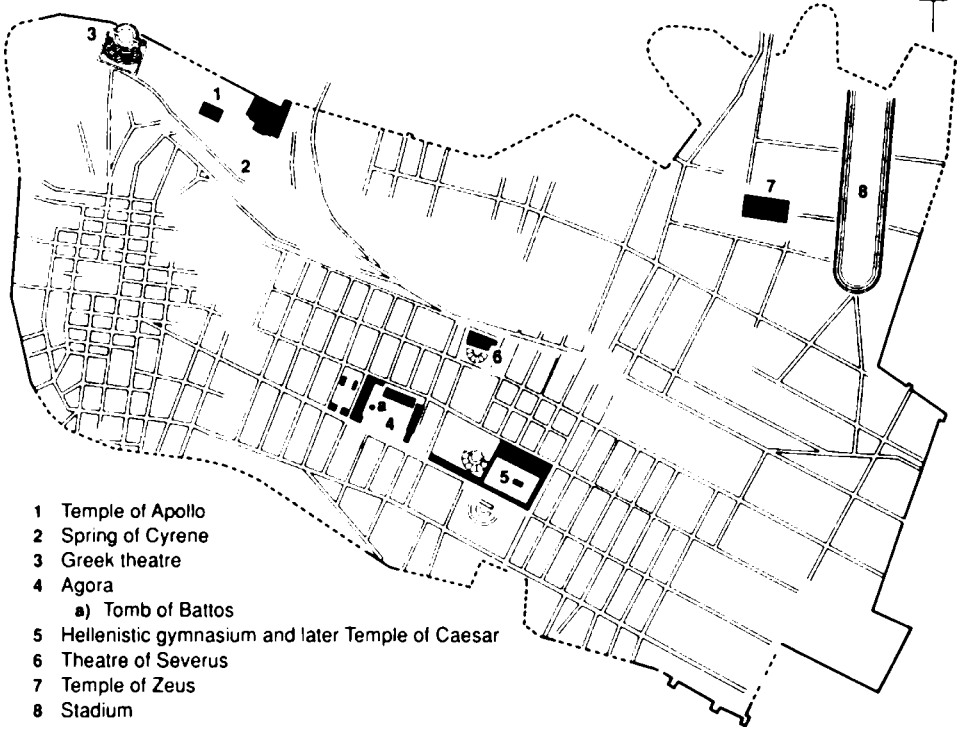 3
1
2
7
8
6
a
4
5
1 Temple of Apollo
2 Spring of Cyrene
3 Greek theatre
4 Agora
a) Tomb of Battos
5 Hellenistic gymnasium and later Temple of Caesar
6 Theatre of Severus
7 Temple of Zeus
8 Stadium